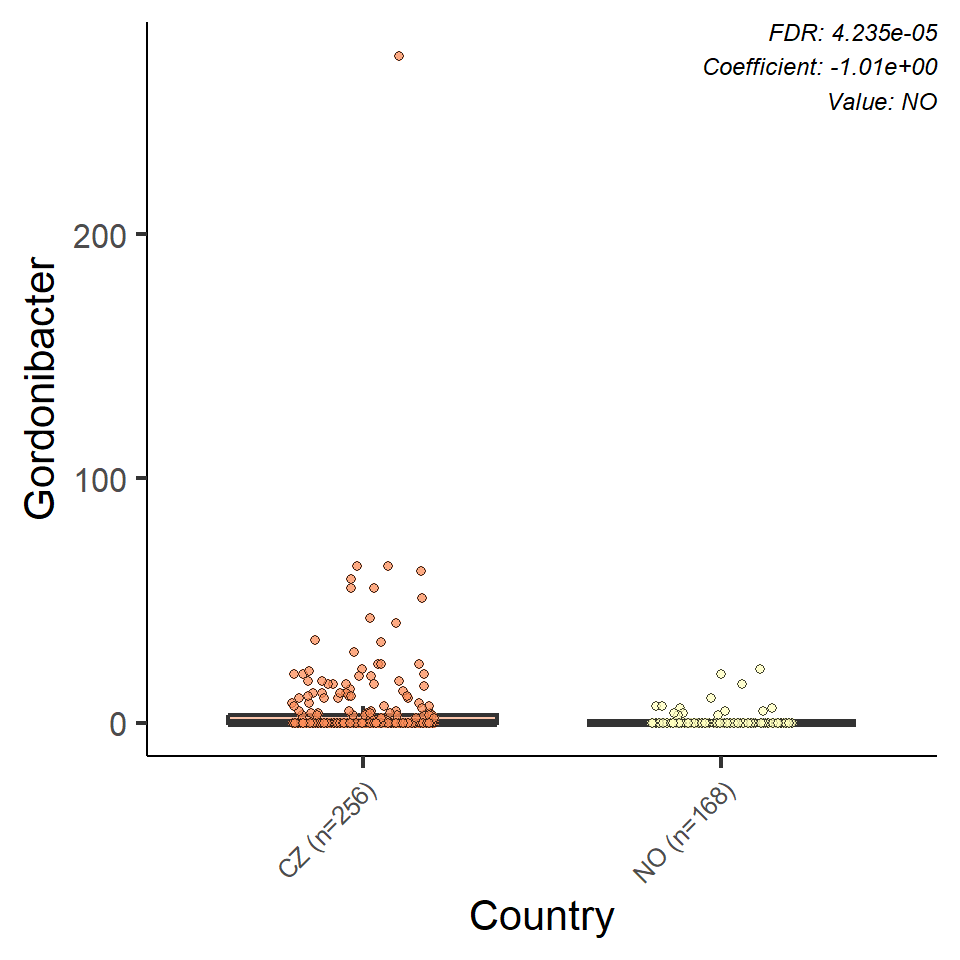 FDR: 4.235e-05
Coefficient: -1.01e+00
Value: NO
200
100
0
Gordonibacter
CZ (n=256)
NO (n=168)
Country